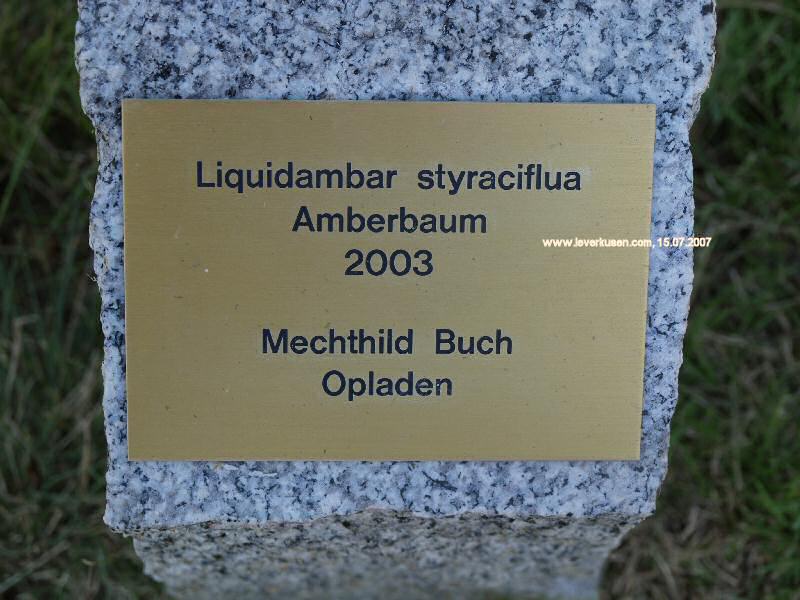 Liquidambar styraciflua
Amberbaum
2003
www.leverkusen.com, 15.07.2007
Mechthild Buch
Opladen